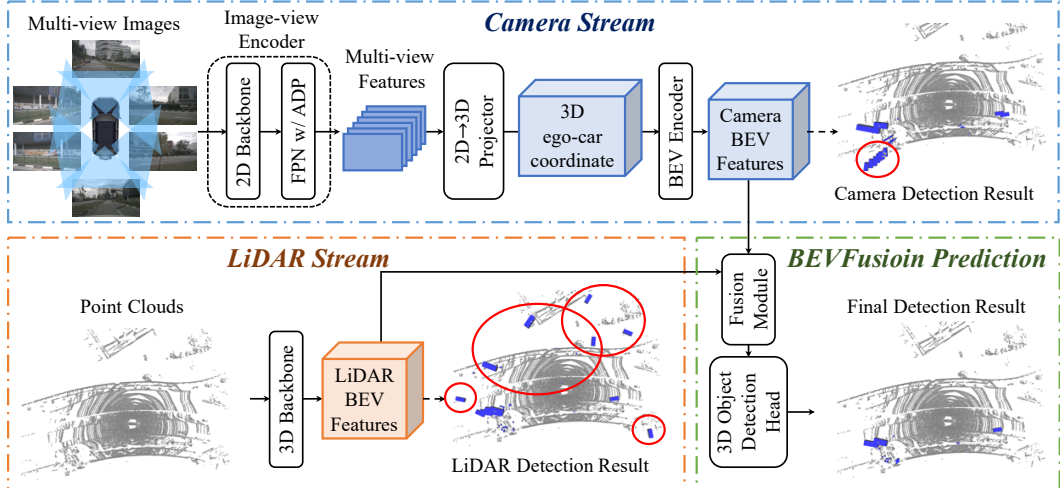 Camera Stream
Multi-view Images
Image-view
Encoder
2D Backbone
FPN w/ ADP
Multi-view
Features
2D→3D
Projector
3D
ego-car
coordinate
BEV Encoder
Camera
BEV
Features
Camera Detection Result
LiDAR Stream
Point Clouds
3D Backbone
LiDAR
BEV
Features
LiDAR Detection Result
BEVFusioin Prediction
Fusion
Module
3D Object
Detection
Head
Final Detection Result